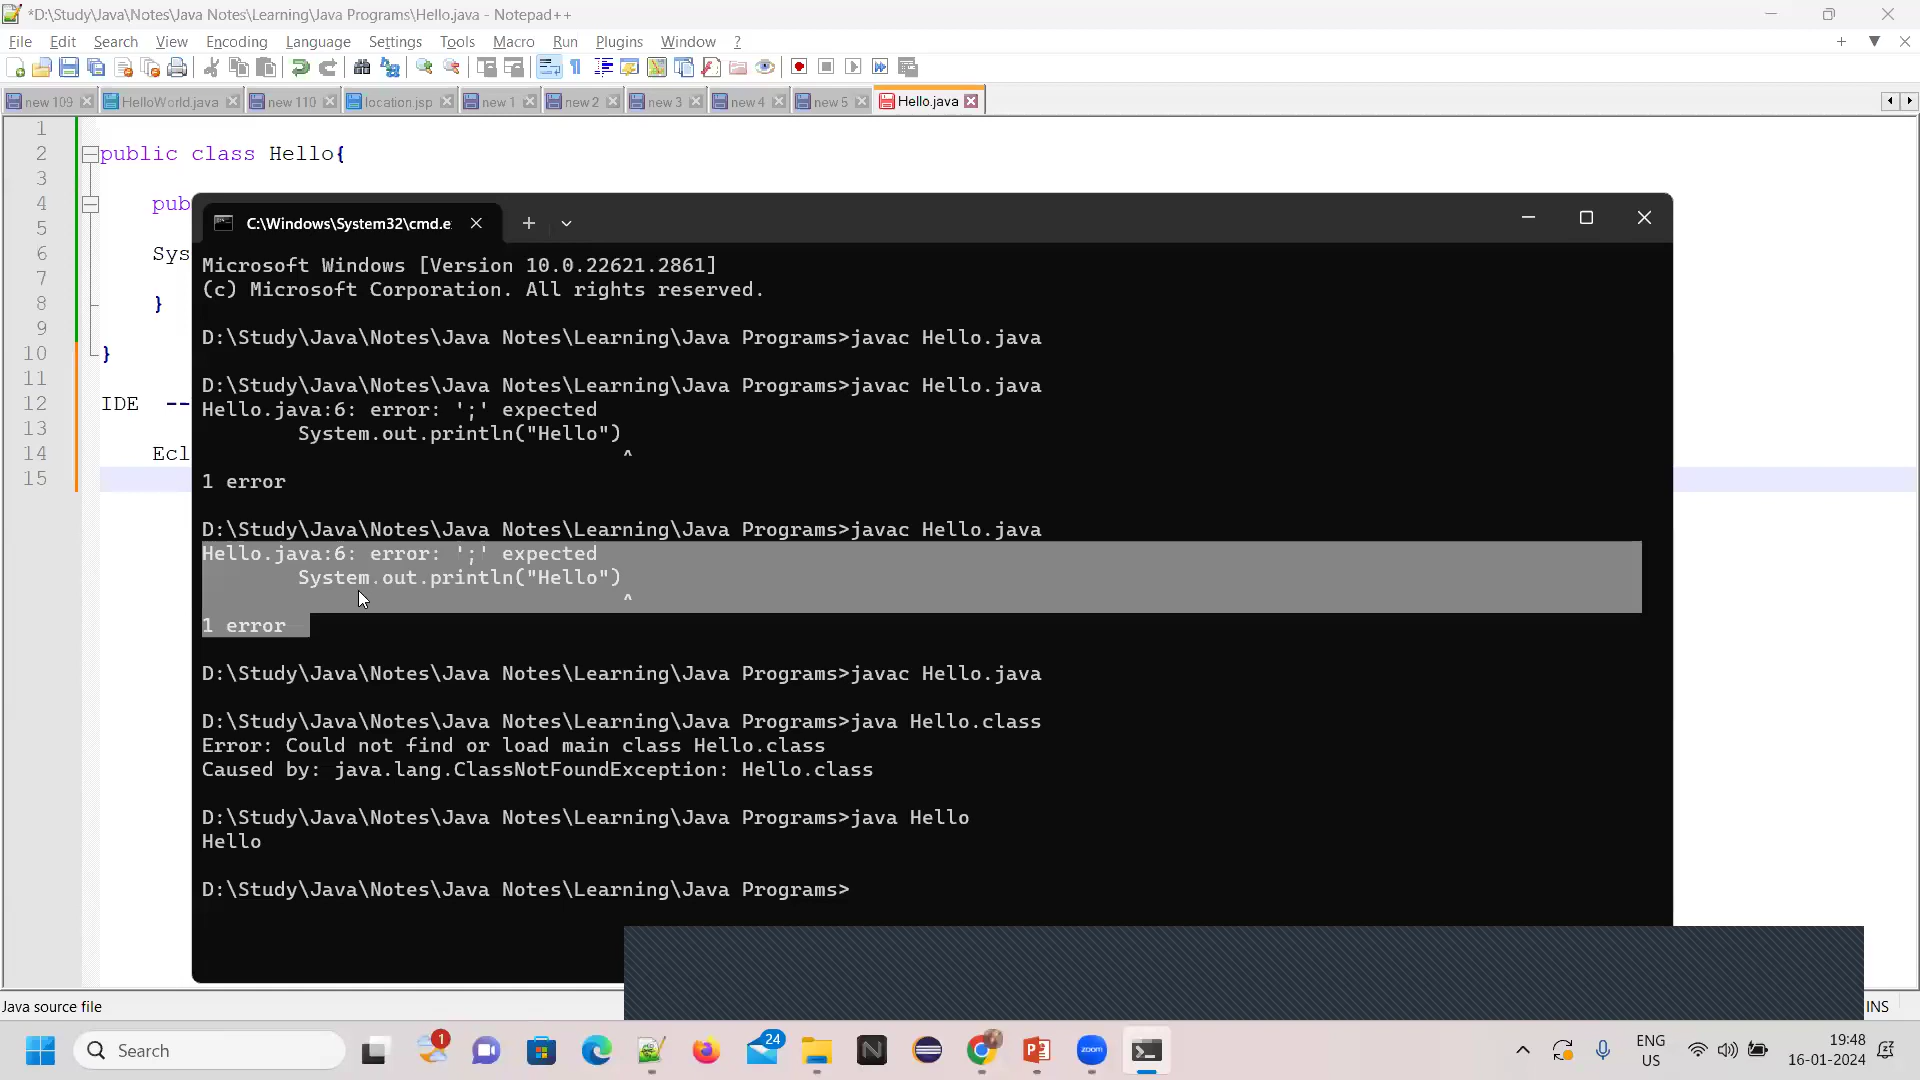 *D:\Study\Java\Notes\Java Notes\Learning\Java Programs\Hello.java - Notepad++
File Edit Search View Encoding Language Settings Tools Macro Run Plugins Window ?
new 109 HelloWorld.java new 110 location.jsp new 1 new 2 new 3 new 4 new 5 Hello.java
1
2 public class Hello{
3
4 pub
5
6 Sys
7
8 }
9
10 }
11
12 IDE --
13
14 Ecl
15
C:\Windows\System32\cmd.e
Microsoft Windows [Version 10.0.22621.2861]
(c) Microsoft Corporation. All rights reserved.
D:\Study\Java\Notes\Java Notes\Learning\Java Programs>javac Hello.java
D:\Study\Java\Notes\Java Notes\Learning\Java Programs>javac Hello.java
Hello.java:6: error: ';' expected
System.out.println("Hello")
^
1 error
D:\Study\Java\Notes\Java Notes\Learning\Java Programs>javac Hello.java
Hello.java:6: error: ';' expected
System.out.println("Hello")
^
1 error
D:\Study\Java\Notes\Java Notes\Learning\Java Programs>javac Hello.java
D:\Study\Java\Notes\Java Notes\Learning\Java Programs>java Hello.class
Error: Could not find or load main class Hello.class
Caused by: java.lang.ClassNotFoundException: Hello.class
D:\Study\Java\Notes\Java Notes\Learning\Java Programs>java Hello
Hello
D:\Study\Java\Notes\Java Notes\Learning\Java Programs>
Java source file
INS
Search
1
24
N
zoom
ENG
US
19:48
16-01-2024